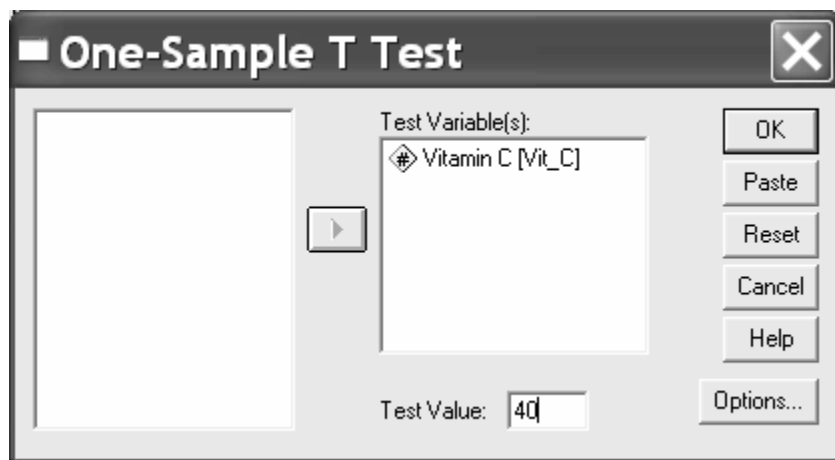 One-Sample T Test
Test Variable(s):
# Vitamin C [Vit_C]
Test Value: 40
OK
Paste
Reset
Cancel
Help
Options...